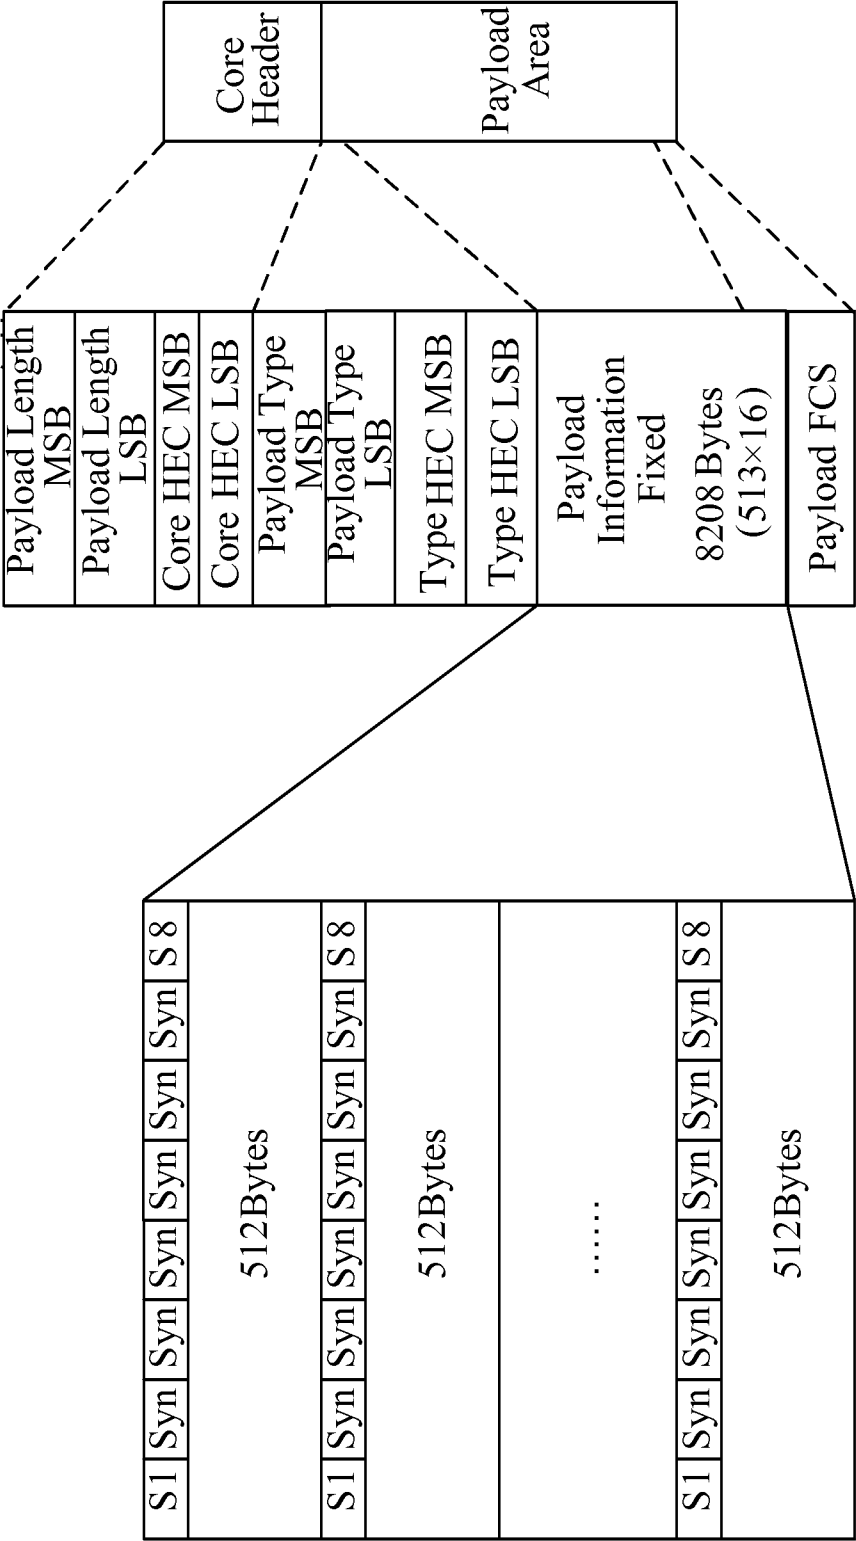 Core
Header
Payload
Area
Payload Length
MSB
Payload Length
LSB
Core HEC MSB
Core HEC LSB
Payload Type
MSB
Payload Type
LSB
Type HEC MSB
Type HEC LSB
Payload
Information
Fixed
8208 Bytes
(513×16)
Payload FCS
S1 Syn Syn Syn Syn Syn Syn S8
512Bytes
S1 Syn Syn Syn Syn Syn Syn S8
512Bytes
......
S1 Syn Syn Syn Syn Syn Syn S8
512Bytes